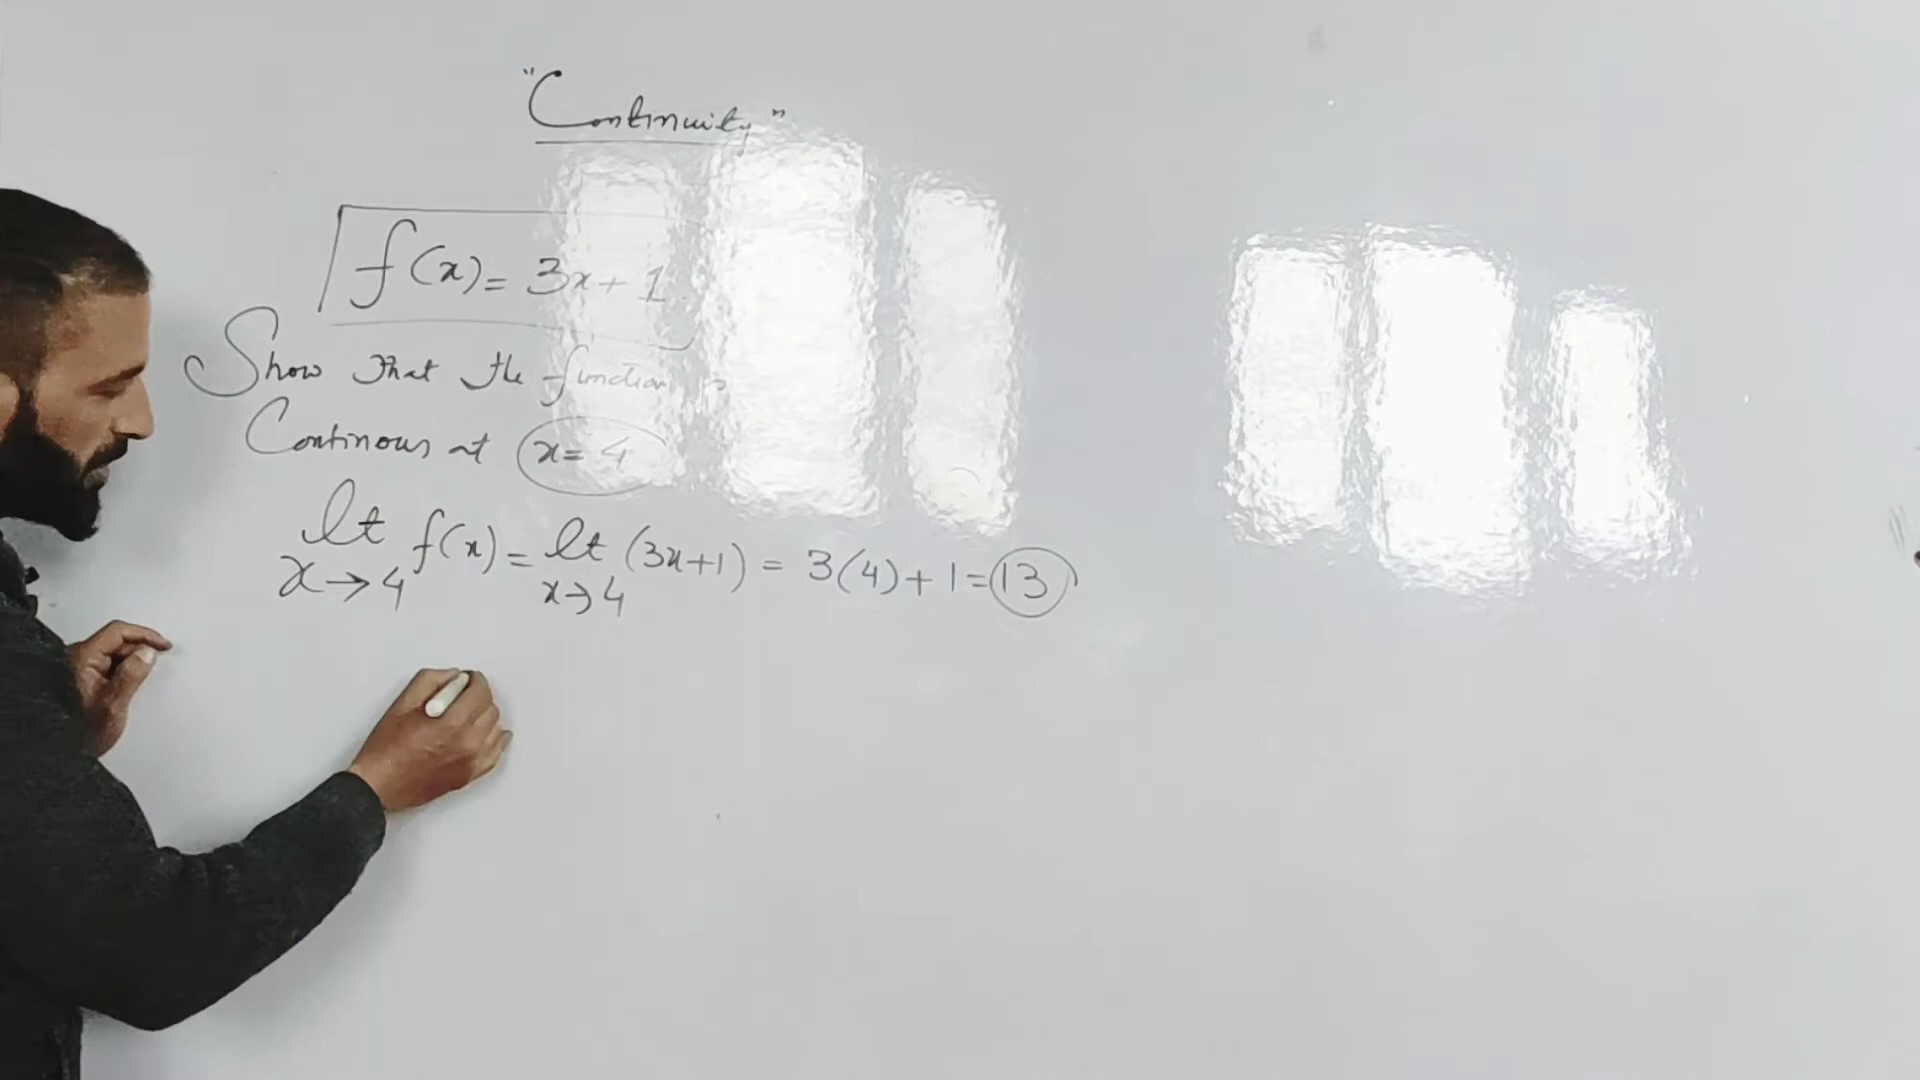 "Continuity"
f(x) = 3x + 1
Show that the function is
Continous at x = 4
lt f(x) = lt (3x+1) = 3(4) + 1 = 13
x→4 x→4